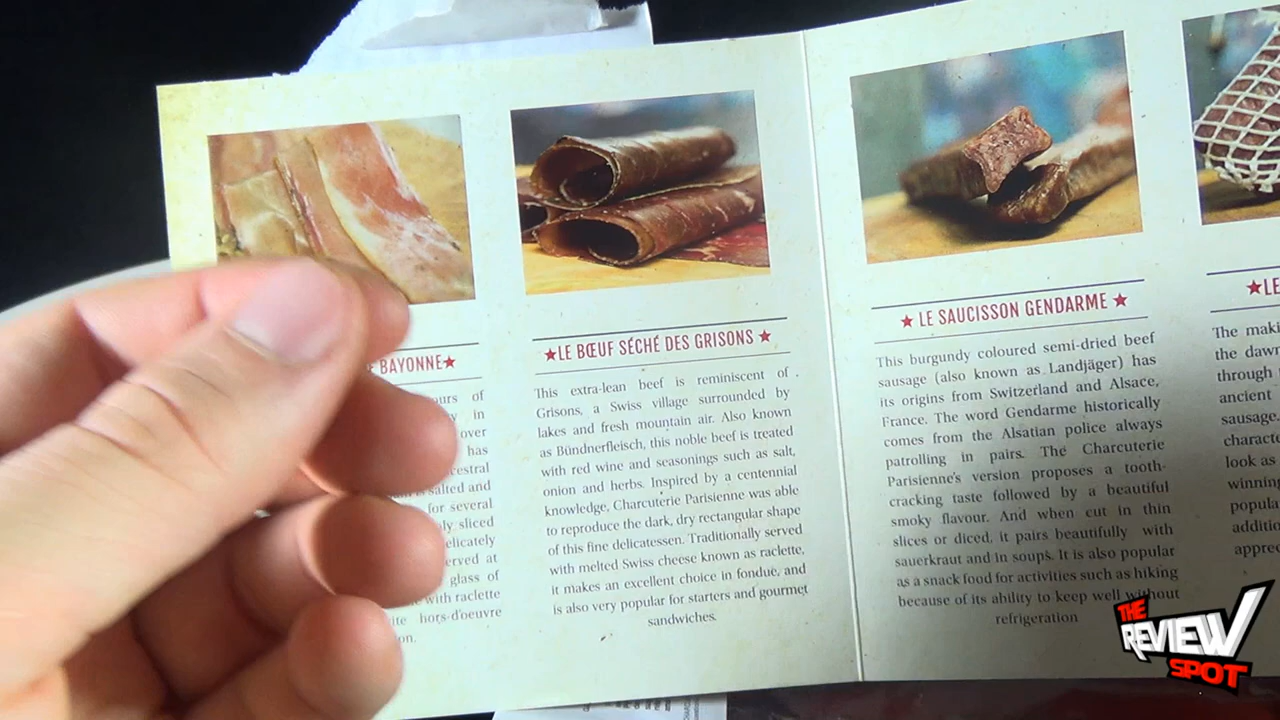 BAYONNE★
ours of
in
over
has
salted and
for several
sliced
served at
glass of
with raclette
hors-d'oeuvre
★LE BŒUF SÉCHÉ DES GRISONS ★
This extra-lean beef is reminiscent of
Grisons, a Swiss village surrounded by
lakes and fresh mountain air. Also known
as Bündnerfleisch, this noble beef is treated
with red wine and seasonings such as salt,
onion and herbs. Inspired by a centennial
knowledge, Charcuterie Parisienne was able
to reproduce the dark, dry rectangular shape
of this fine delicatessen. Traditionally served
with melted Swiss cheese known as raclette,
it makes an excellent choice in fondue, and
is also very popular for starters and gourmet
sandwiches.
★ LE SAUCISSON GENDARME ★
This burgundy coloured semi-dried beef
sausage (also known as Landjäger) has
its origins from Switzerland and Alsace,
France. The word Gendarme historically
comes from the Alsatian police always
patrolling in pairs. The Charcuterie
Parisienne's version proposes a tooth-
cracking taste followed by a beautiful
smoky flavour. And when cut in thin
slices or diced, it pairs beautifully with
sauerkraut and in soups. It is also popular
as a snack food for activities such as hiking
because of its ability to keep well without
refrigeration
★LE
The maki
the dawn
through
ancient
sausage.
characte
look as
winning
popula
additio
appre
THE
REVIEW
SPOT